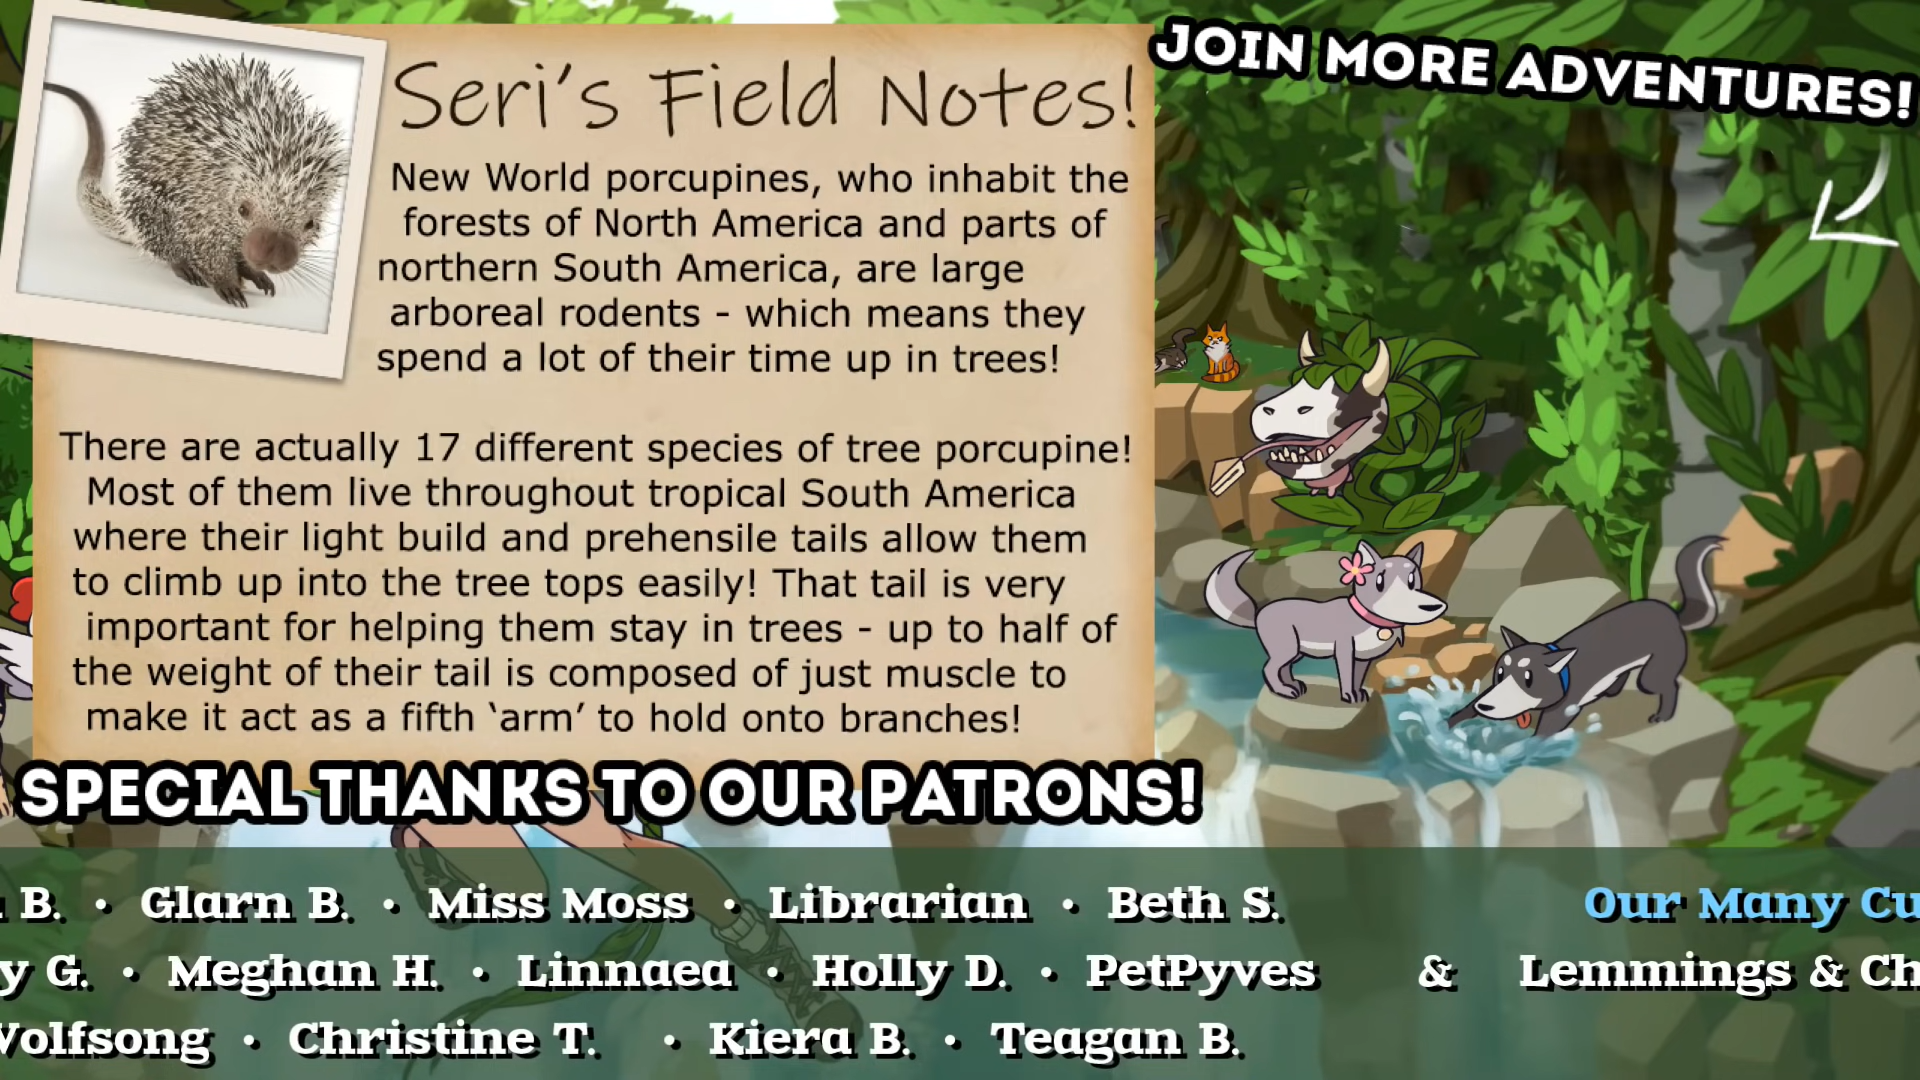 Seri's Field Notes!
JOIN MORE ADVENTURES!
New World porcupines, who inhabit the
forests of North America and parts of
northern South America, are large
arboreal rodents - which means they
spend a lot of their time up in trees!
There are actually 17 different species of tree porcupine!
Most of them live throughout tropical South America
where their light build and prehensile tails allow them
to climb up into the tree tops easily! That tail is very
important for helping them stay in trees - up to half of
the weight of their tail is composed of just muscle to
make it act as a fifth ‘arm’ to hold onto branches!
SPECIAL THANKS TO OUR PATRONS!
B. • Glarn B. • Miss Moss • Librarian • Beth S. Our Many Cu
y G. • Meghan H. • Linnaea • Holly D. • PetPyves & Lemmings & Ch
Wolfsong • Christine T. • Kiera B. • Teagan B.